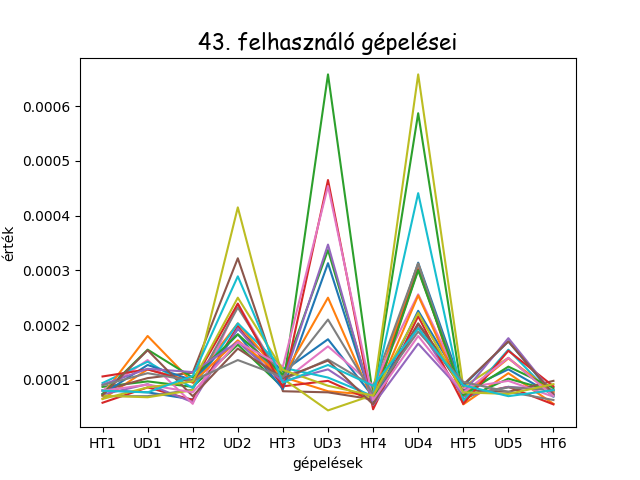 43. felhasználó gépelései
0.0006
0.0005
0.0004
0.0003
0.0002
0.0001
érték
HT1 UD1 HT2 UD2 HT3 UD3 HT4 UD4 HT5 UD5 HT6
gépelések